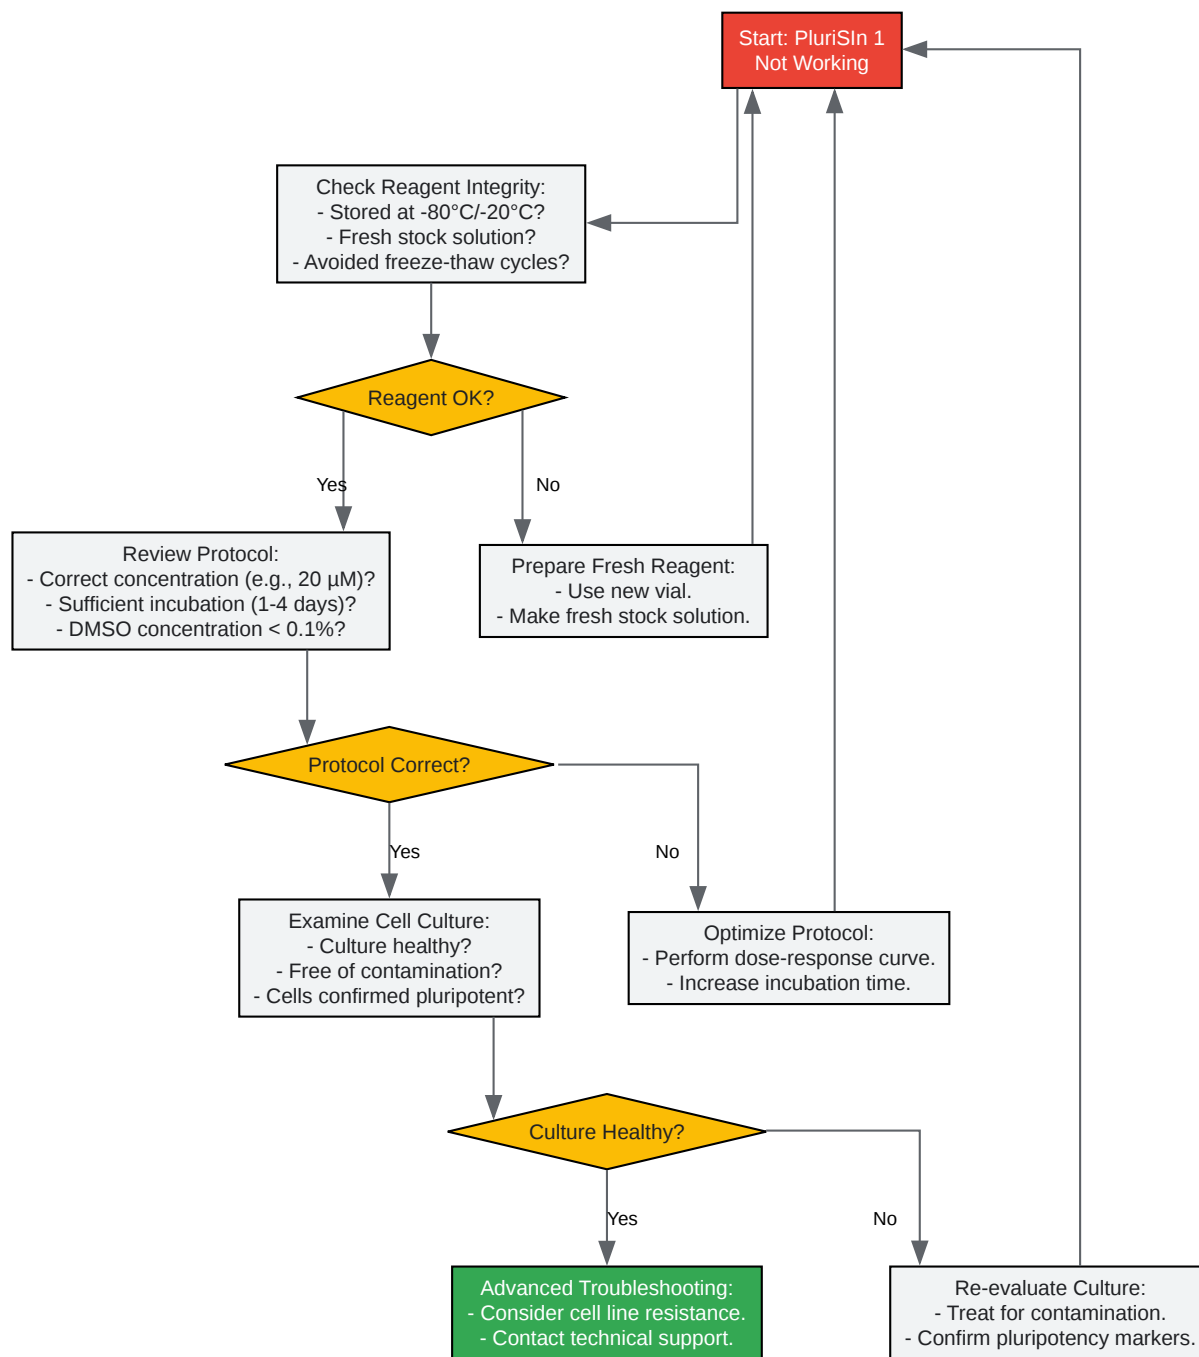 Start: PluriSIn 1
Not Working
Check Reagent Integrity:
- Stored at -80°C/-20°C?
- Fresh stock solution?
- Avoided freeze-thaw cycles?
Reagent OK?
Yes
No
Review Protocol:
- Correct concentration (e.g., 20 µM)?
- Sufficient incubation (1-4 days)?
- DMSO concentration < 0.1%?
Prepare Fresh Reagent:
- Use new vial.
- Make fresh stock solution.
Protocol Correct?
Yes
No
Examine Cell Culture:
- Culture healthy?
- Free of contamination?
- Cells confirmed pluripotent?
Optimize Protocol:
- Perform dose-response curve.
- Increase incubation time.
Culture Healthy?
Yes
No
Advanced Troubleshooting:
- Consider cell line resistance.
- Contact technical support.
Re-evaluate Culture:
- Treat for contamination.
- Confirm pluripotency markers.